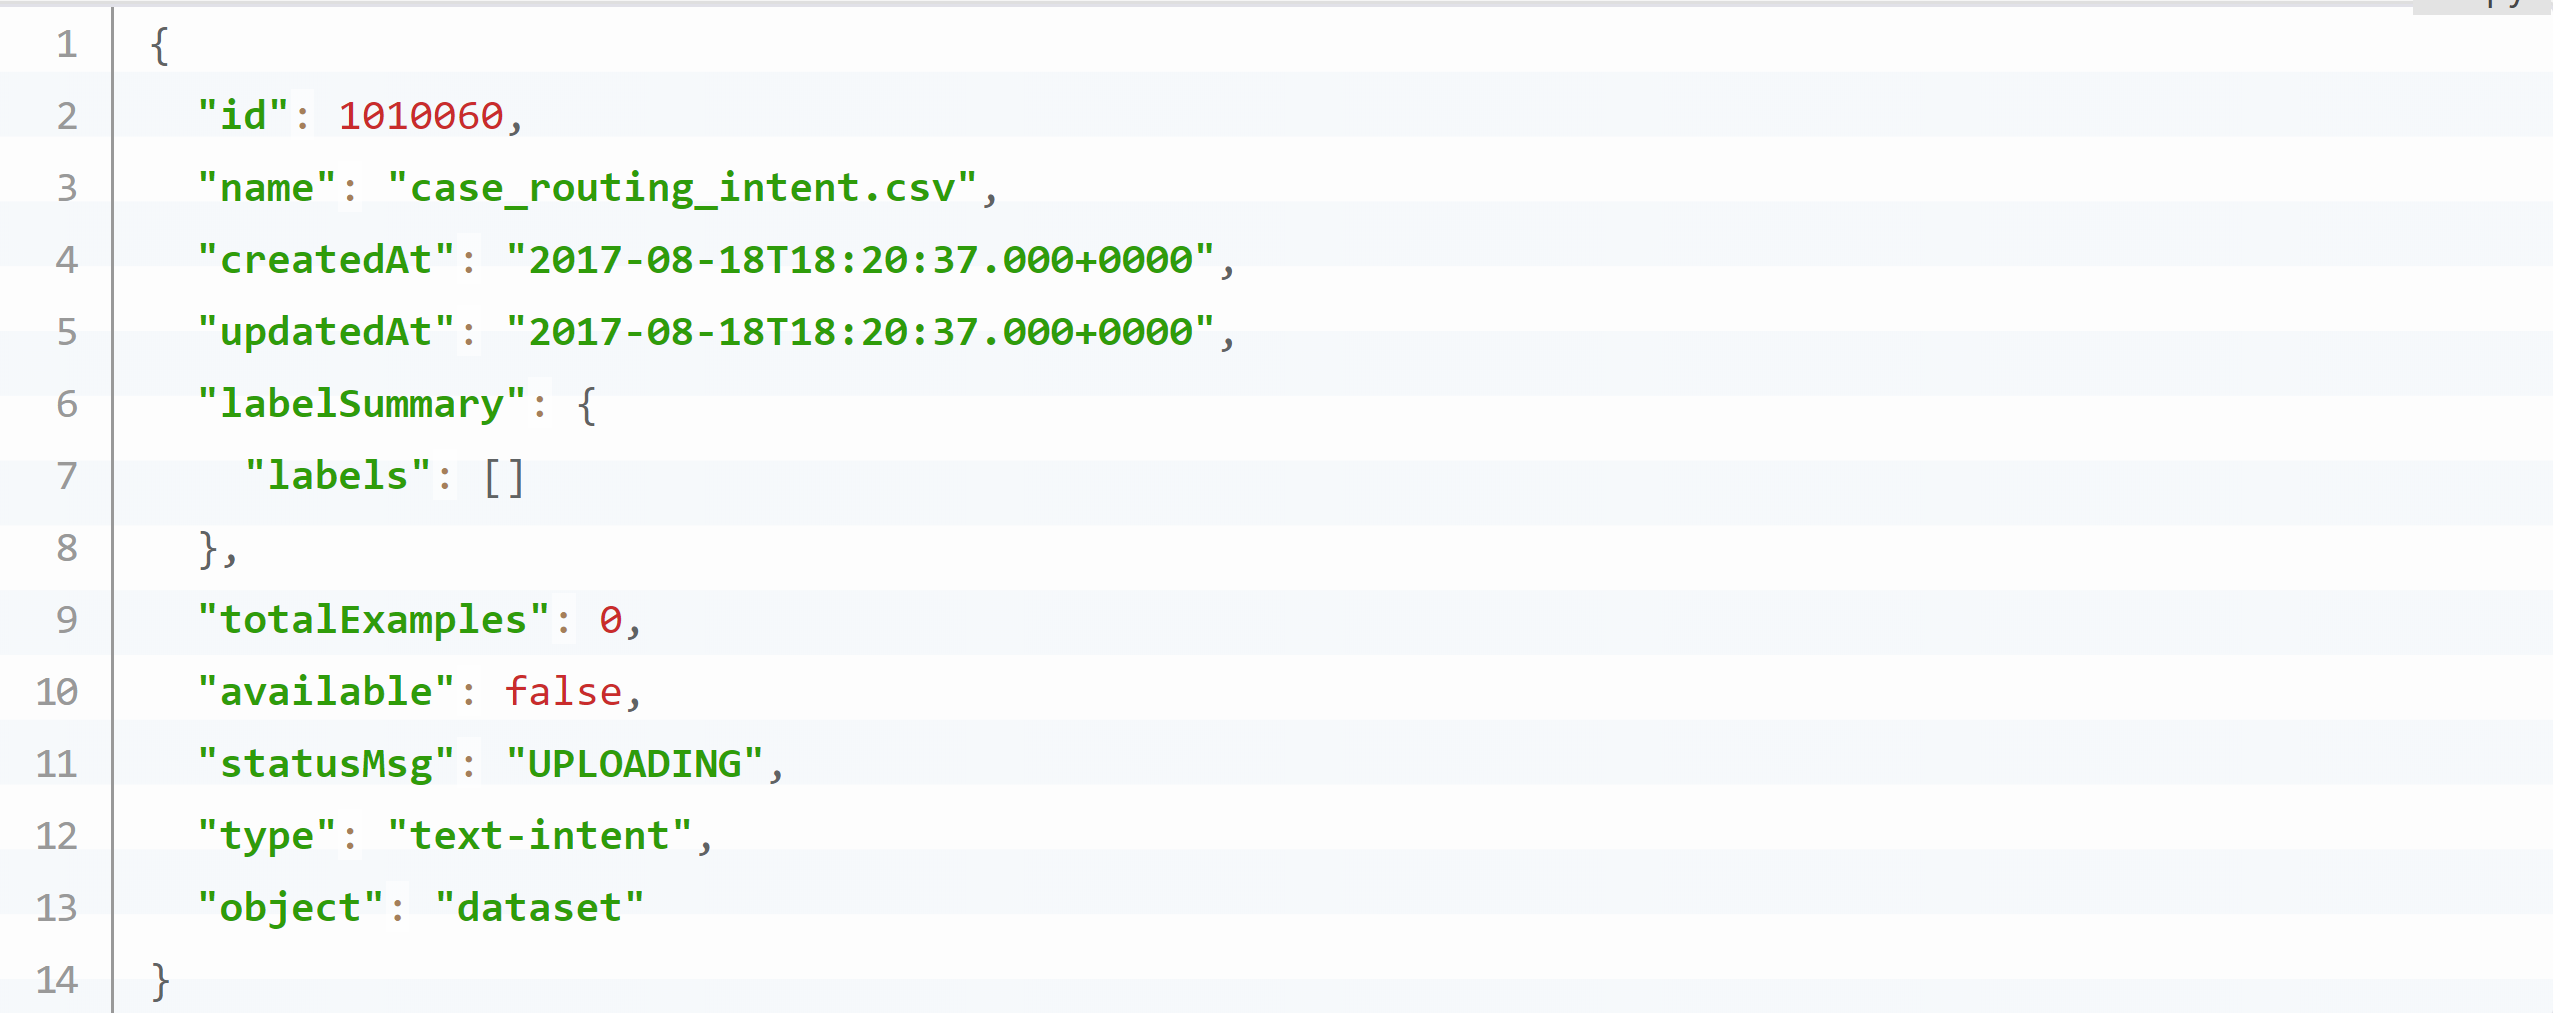 1 {
2 "id": 1010060,
3 "name": "case_routing_intent.csv",
4 "createdAt": "2017-08-18T18:20:37.000+0000",
5 "updatedAt": "2017-08-18T18:20:37.000+0000",
6 "labelSummary": {
7 "labels": []
8 },
9 "totalExamples": 0,
10 "available": false,
11 "statusMsg": "UPLOADING",
12 "type": "text-intent",
13 "object": "dataset"
14 }